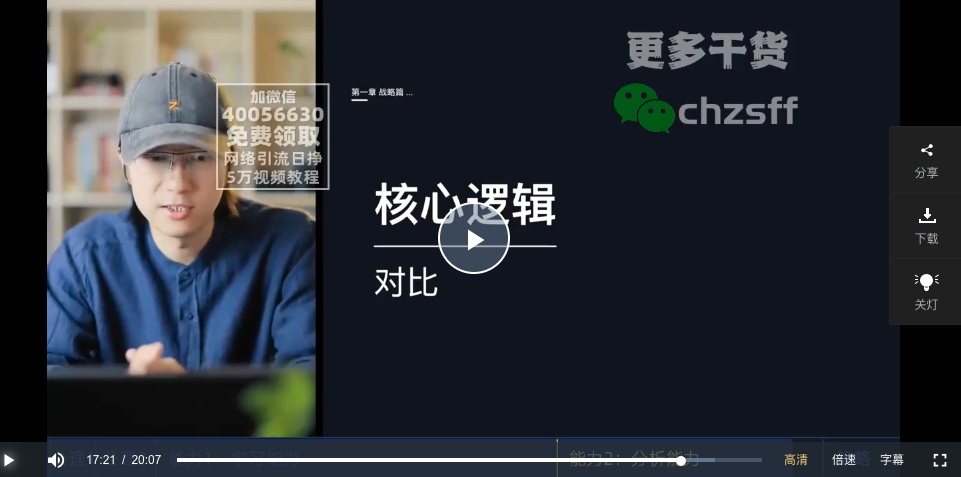 更多干货
chzsff
加微信
40056630
免费领取
网络引流日挣
5万视频教程
第一章 战略篇 ...
核心逻辑
对比
分享
下载
关灯
能力2：分析能力
17:21 / 20:07
高清
倍速
字幕